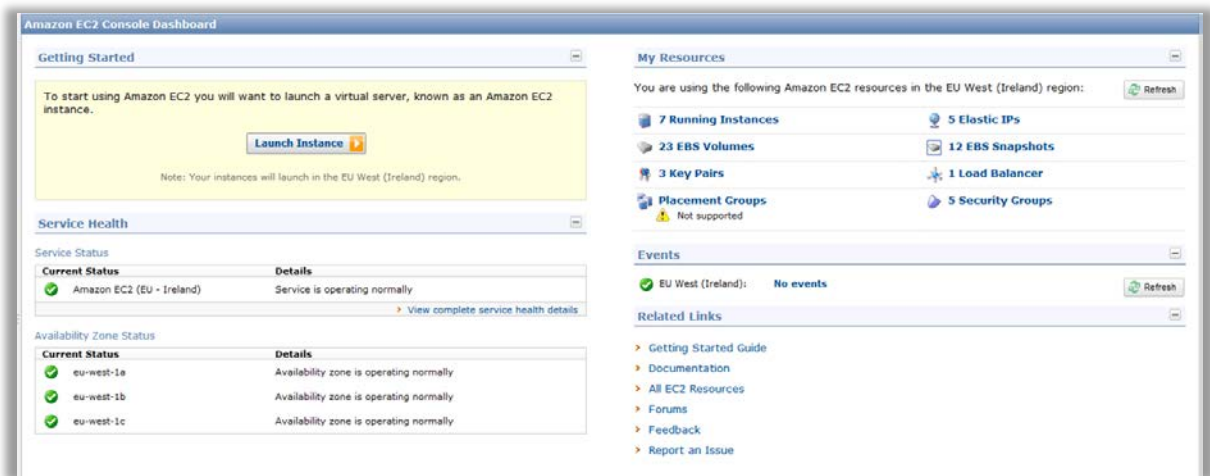 Amazon EC2 Console Dashboard
Getting Started
To start using Amazon EC2 you will want to launch a virtual server, known as an Amazon EC2
instance.
Launch Instance
Note: Your instances will launch in the EU West (Ireland) region.
Service Health
Service Status
Current Status Details
Amazon EC2 (EU - Ireland) Service is operating normally
View complete service health details
Availability Zone Status
Current Status Details
eu-west-1a Availability zone is operating normally
eu-west-1b Availability zone is operating normally
eu-west-1c Availability zone is operating normally
My Resources
You are using the following Amazon EC2 resources in the EU West (Ireland) region:
Refresh
7 Running Instances 5 Elastic IPs
23 EBS Volumes 12 EBS Snapshots
3 Key Pairs 1 Load Balancer
Placement Groups 5 Security Groups
Not supported
Events
EU West (Ireland): No events
Refresh
Related Links
Getting Started Guide
Documentation
All EC2 Resources
Forums
Feedback
Report an Issue